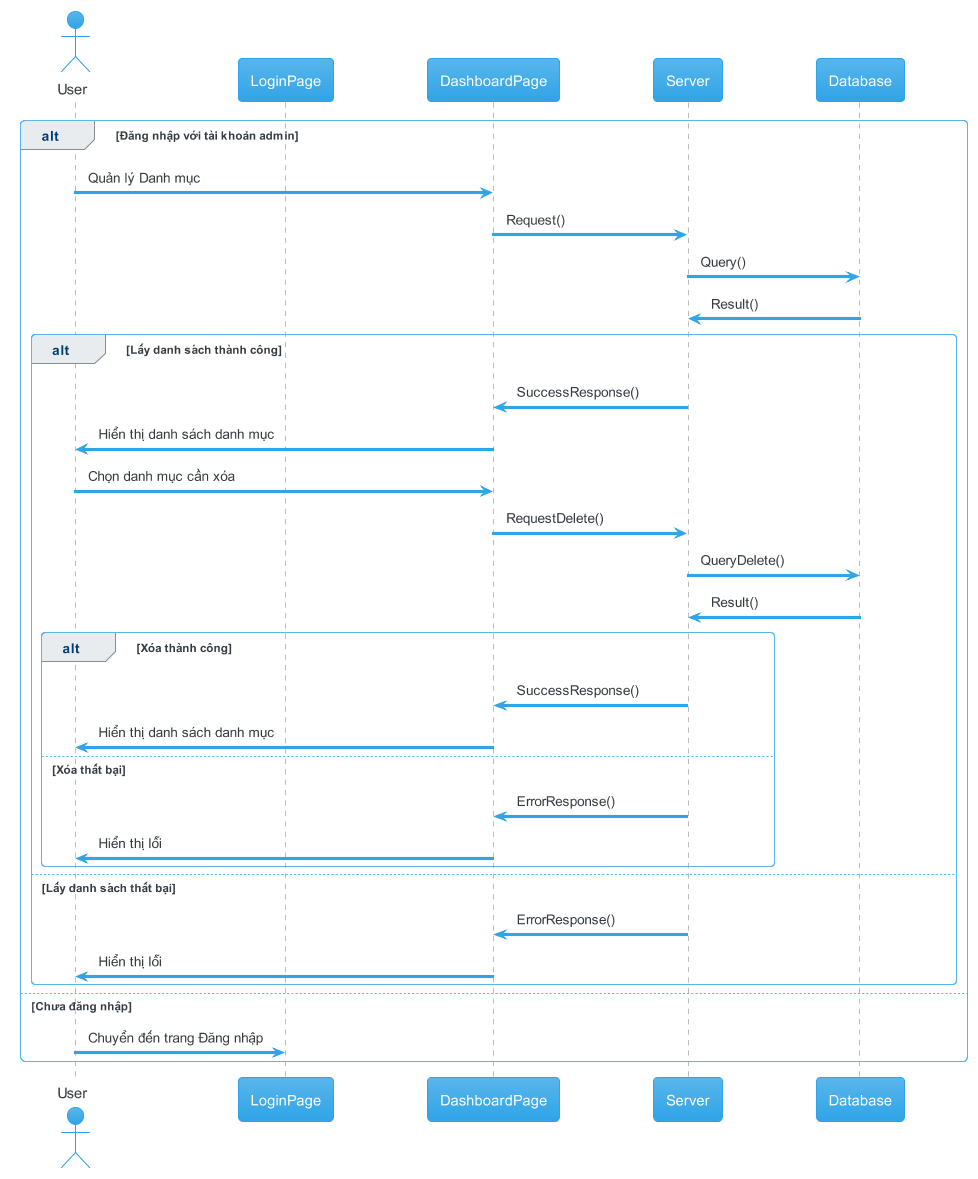 User
LoginPage
DashboardPage
Server
Database
alt
[Đăng nhập với tài khoản admin]
Quản lý Danh mục
Request()
Query()
Result()
alt
[Lấy danh sách thành công]
SuccessResponse()
Hiển thị danh sách danh mục
Chọn danh mục cần xóa
RequestDelete()
QueryDelete()
Result()
alt
[Xóa thành công]
SuccessResponse()
Hiển thị danh sách danh mục
[Xóa thất bại]
ErrorResponse()
Hiển thị lỗi
[Lấy danh sách thất bại]
ErrorResponse()
Hiển thị lỗi
[Chưa đăng nhập]
Chuyển đến trang Đăng nhập
User
LoginPage
DashboardPage
Server
Database